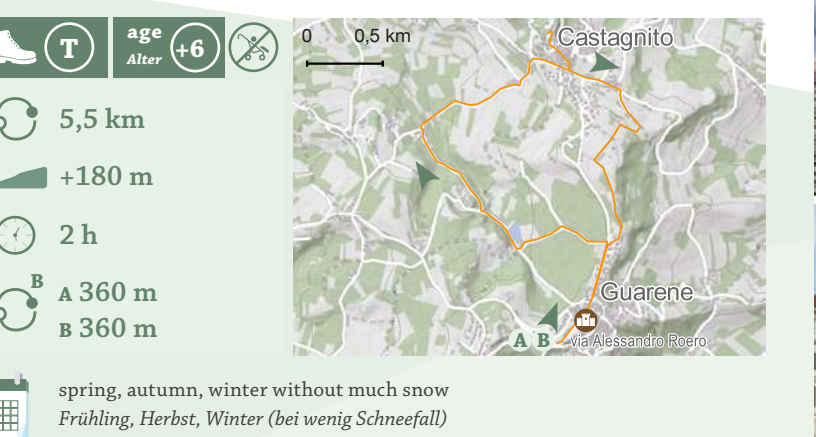 T
age
Alter
+6
5,5 km
+180 m
2 h
B
A 360 m
B 360 m
spring, autumn, winter without much snow
Frühling, Herbst, Winter (bei wenig Schneefall)
0 0,5 km
Castagnito
Guarene
A B
via Alessandro Roero